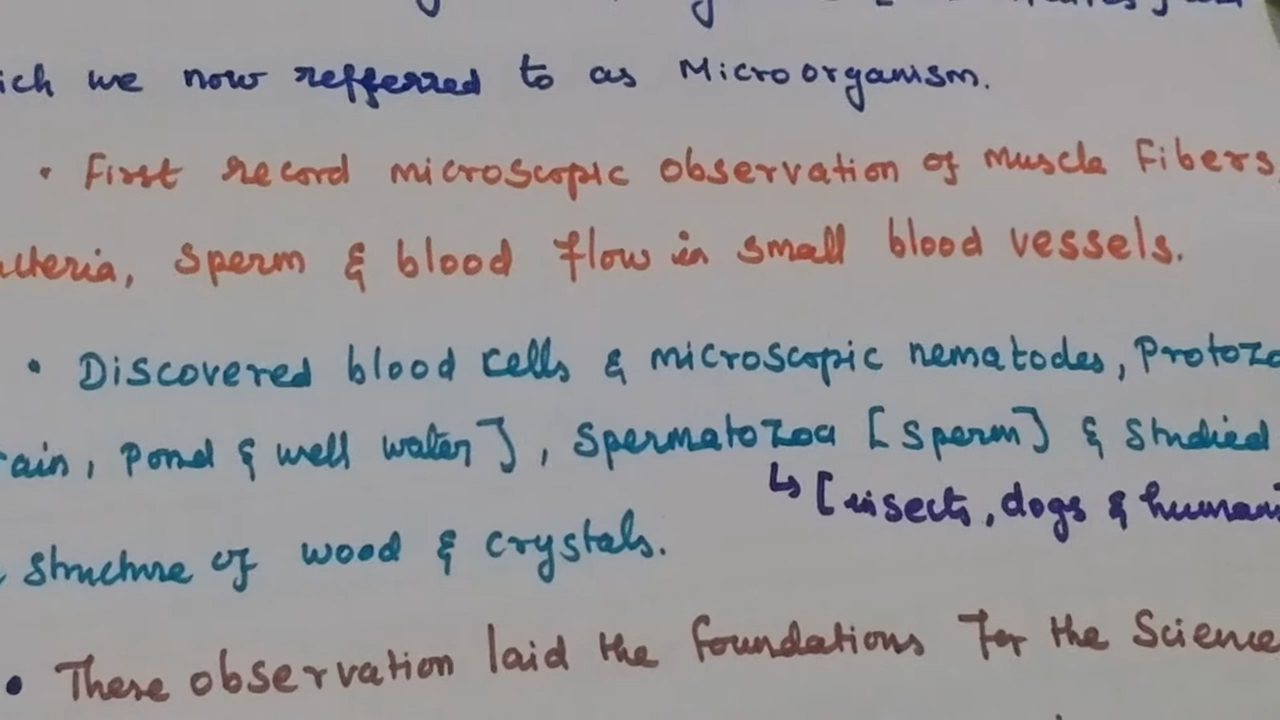 ich we now refferred to as Microorganism.
• First record microscopic observation of Muscle Fibers,
cteria, Sperm & blood flow in small blood vessels.
• Discovered blood cells & microscopic nematodes, Protozo
rain, Pond & well water], Spermatozoa [Sperm] & Studied
↳ [insects, dogs & human
structure of wood & crystals.
• These observation laid the foundations For the Science